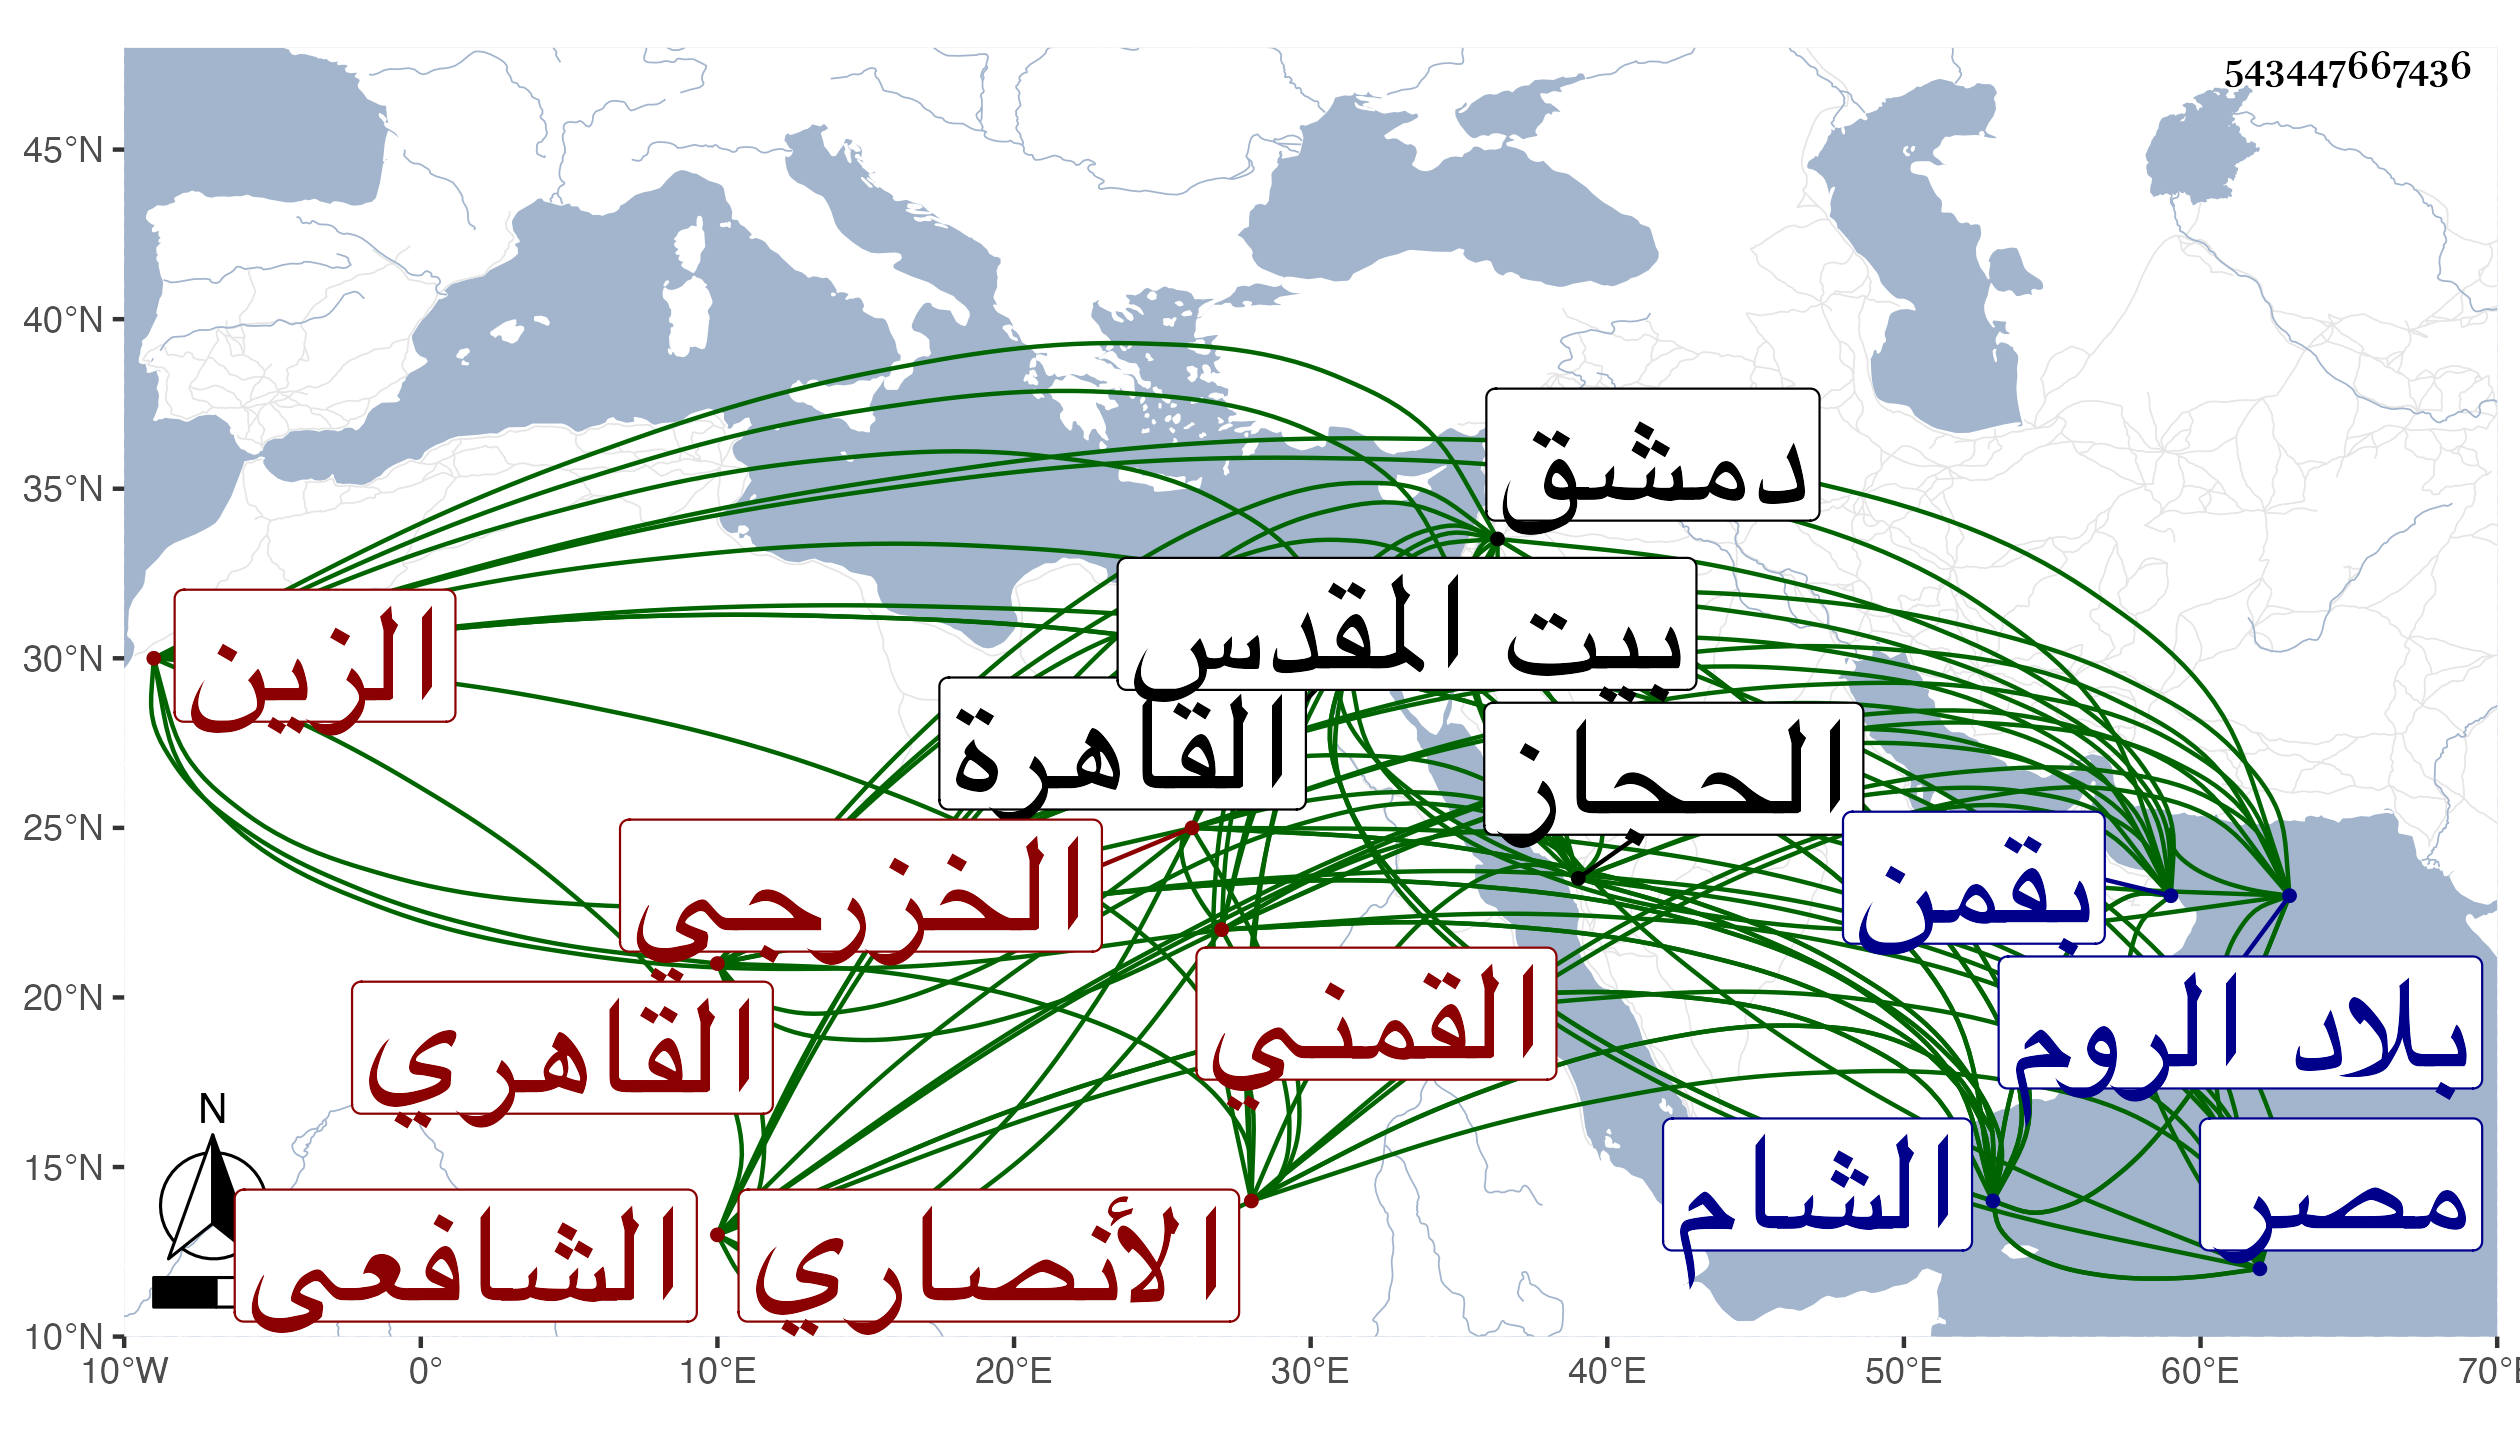 543447667436
45°N
40°N
35°N
30°N
25°N
20°N
15°N
10°N
10°W
0°
10°E
20°E
30°E
40°E
50°E
60°E
70°E
N
دمشق
بيت المقدس
القاهرة
الحجاز
الزين
الخزرجي
القاهري
القمني
الشافعي
الأنصاري
بقمن
بلاد الروم
الشام
مصر